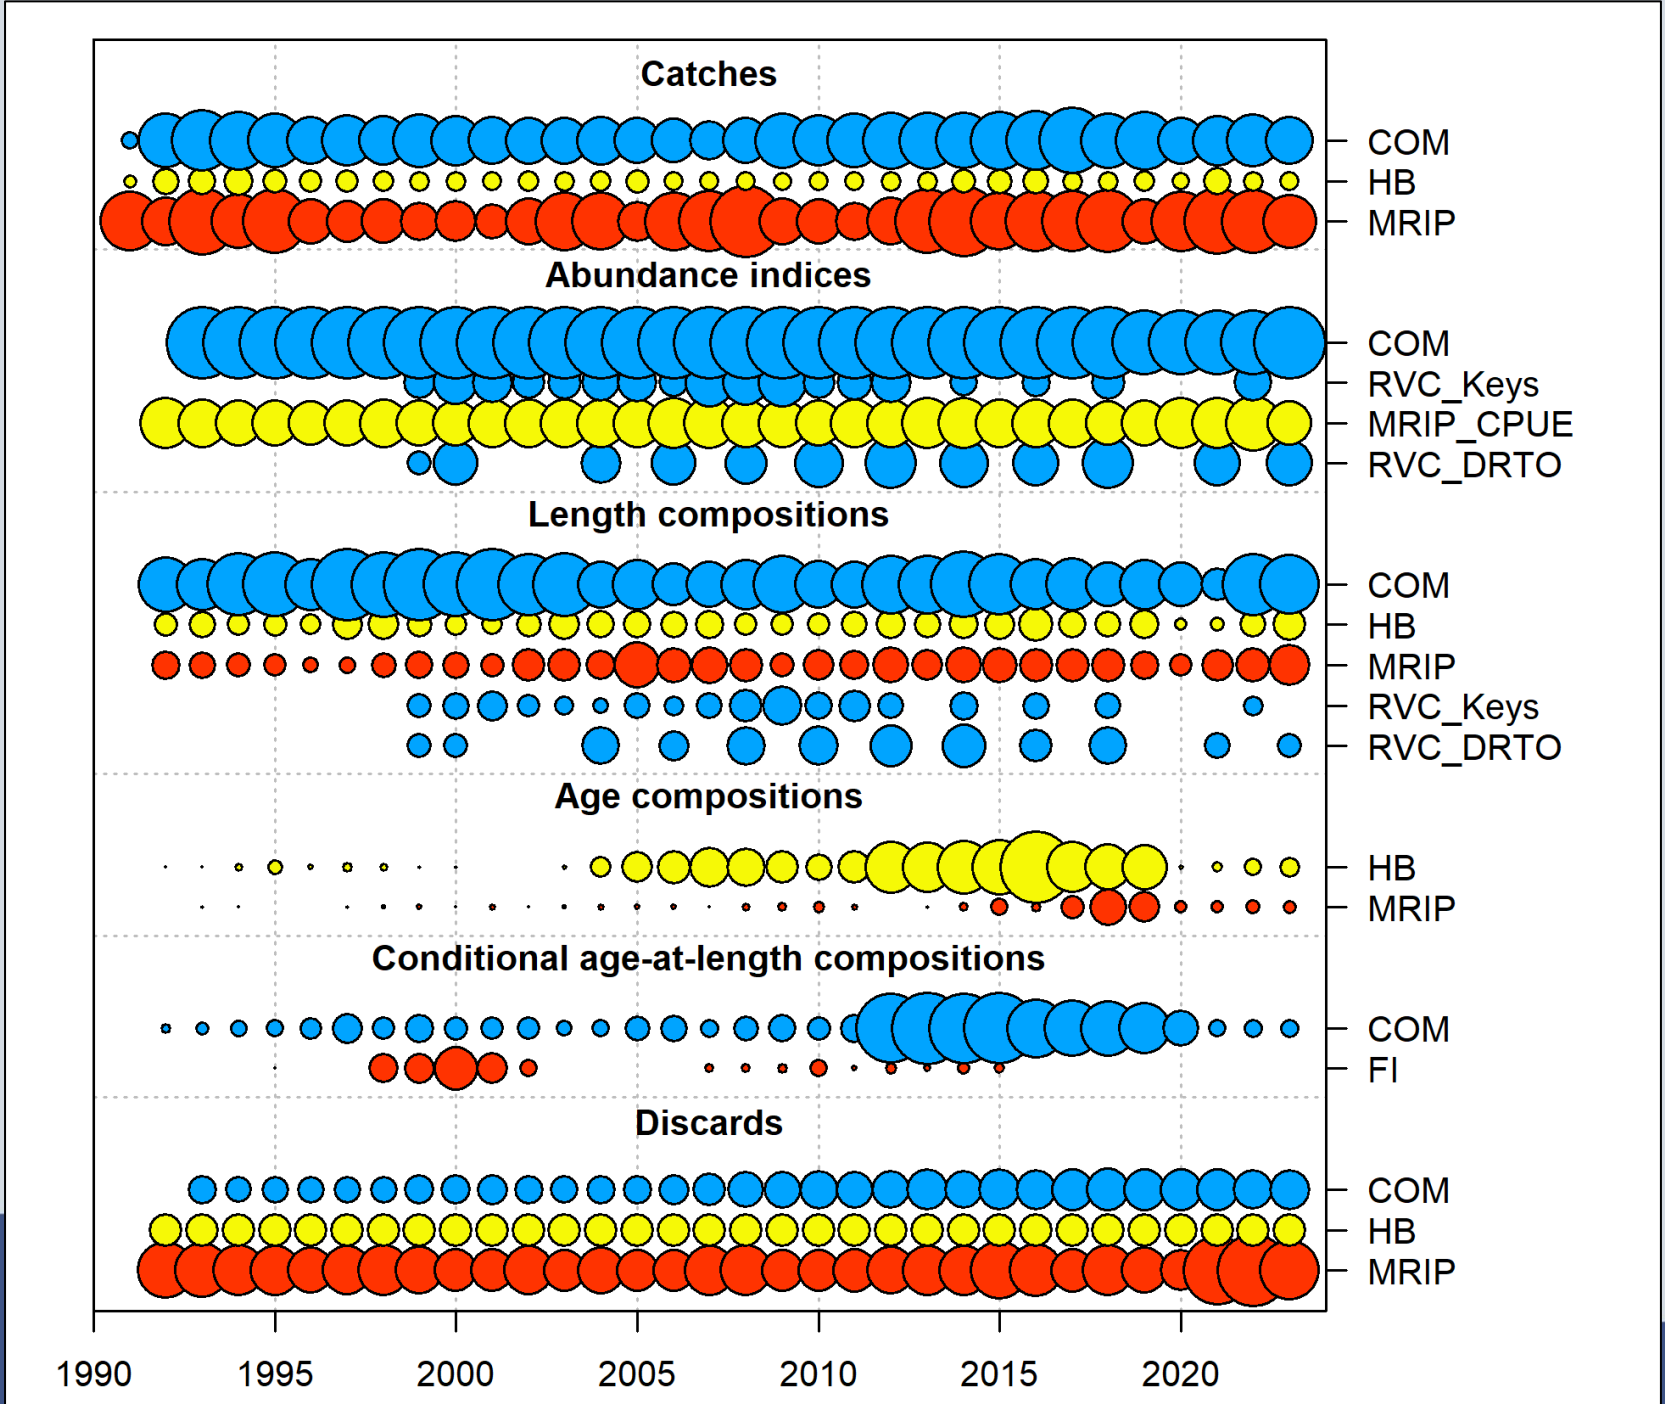 Catches
COM
HB
MRIP
Abundance indices
COM
RVC_Keys
MRIP_CPUE
RVC_DRTO
Length compositions
COM
HB
MRIP
RVC_Keys
RVC_DRTO
Age compositions
HB
MRIP
Conditional age-at-length compositions
COM
FI
Discards
COM
HB
MRIP
1990 1995 2000 2005 2010 2015 2020